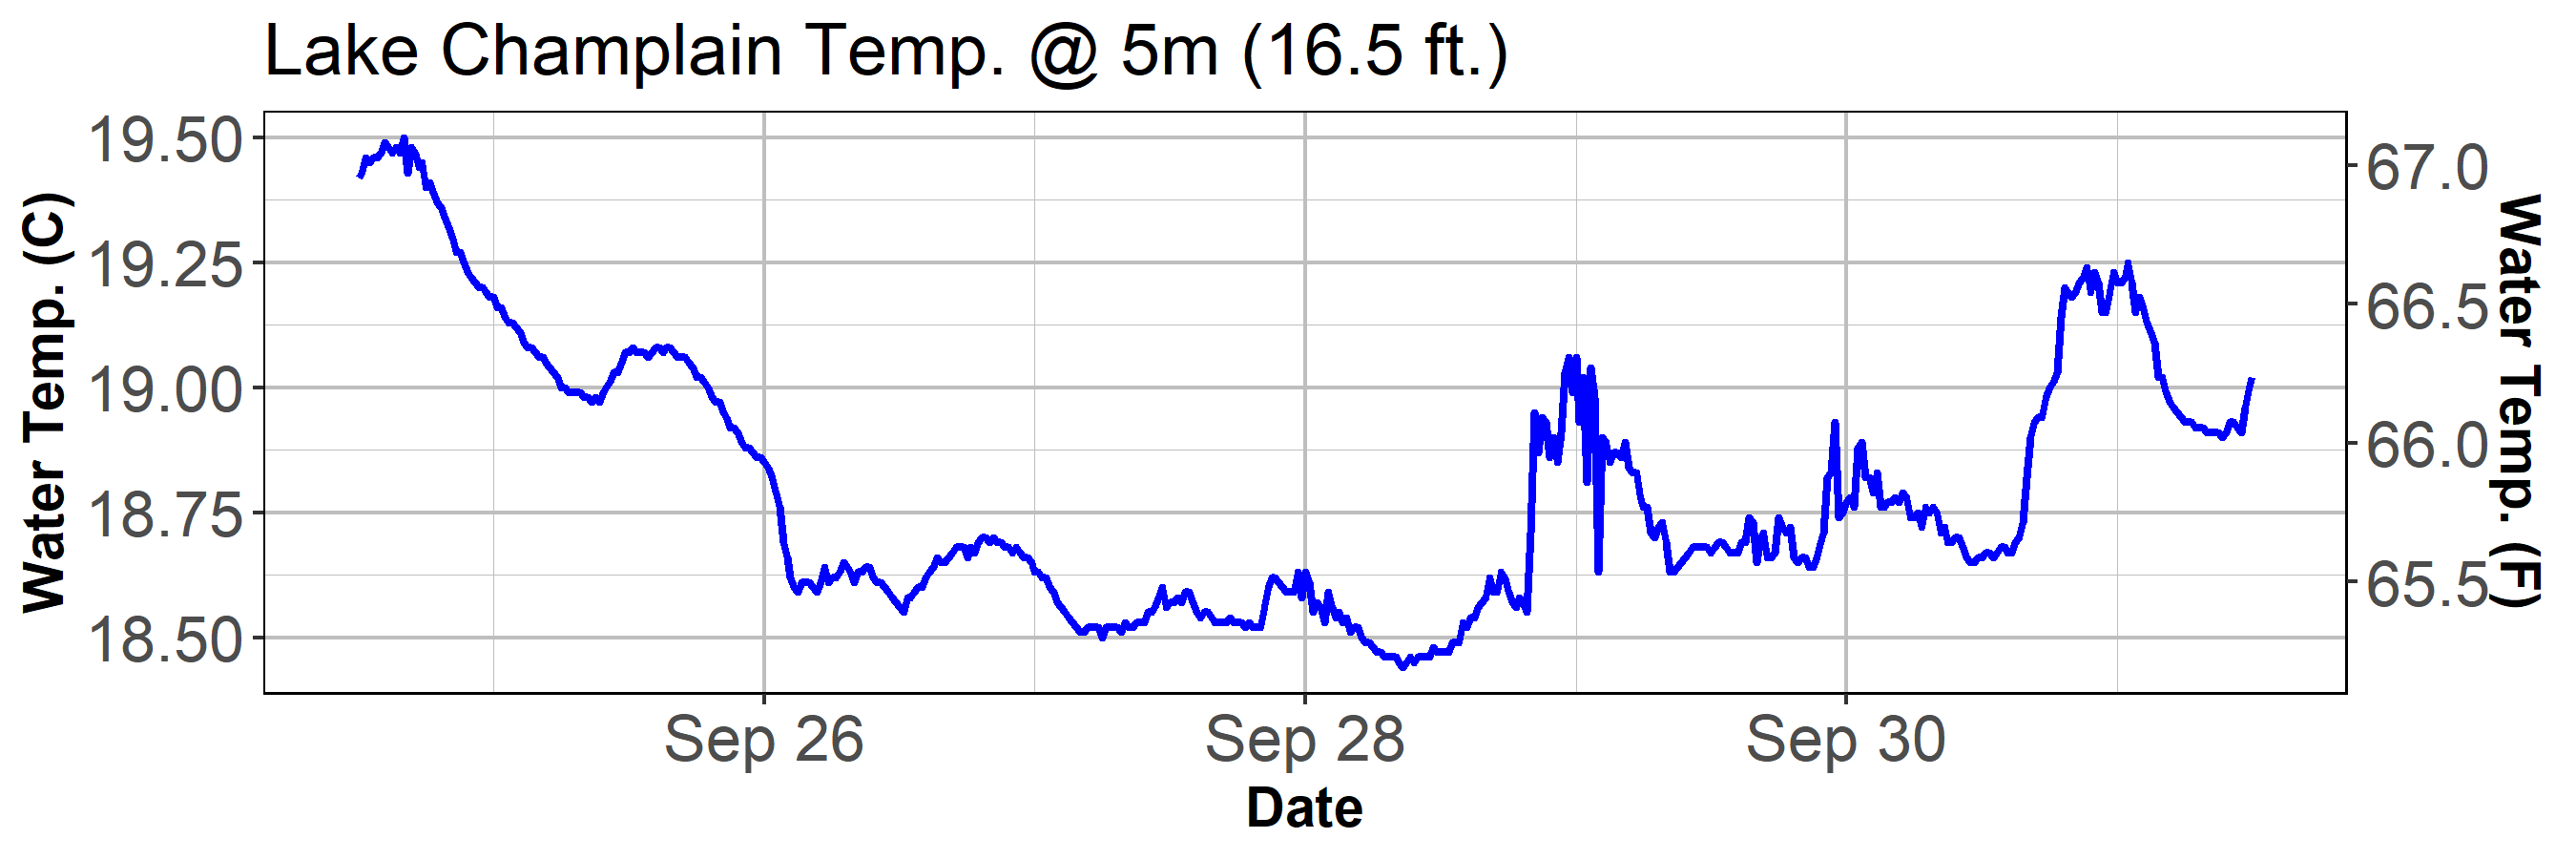 Lake Champlain Temp. @ 5m (16.5 ft.)
Water Temp. (C)
19.50
19.25
19.00
18.75
18.50
67.0
66.5
66.0
65.5
Water Temp. (F)
Sep 26
Sep 28
Sep 30
Date